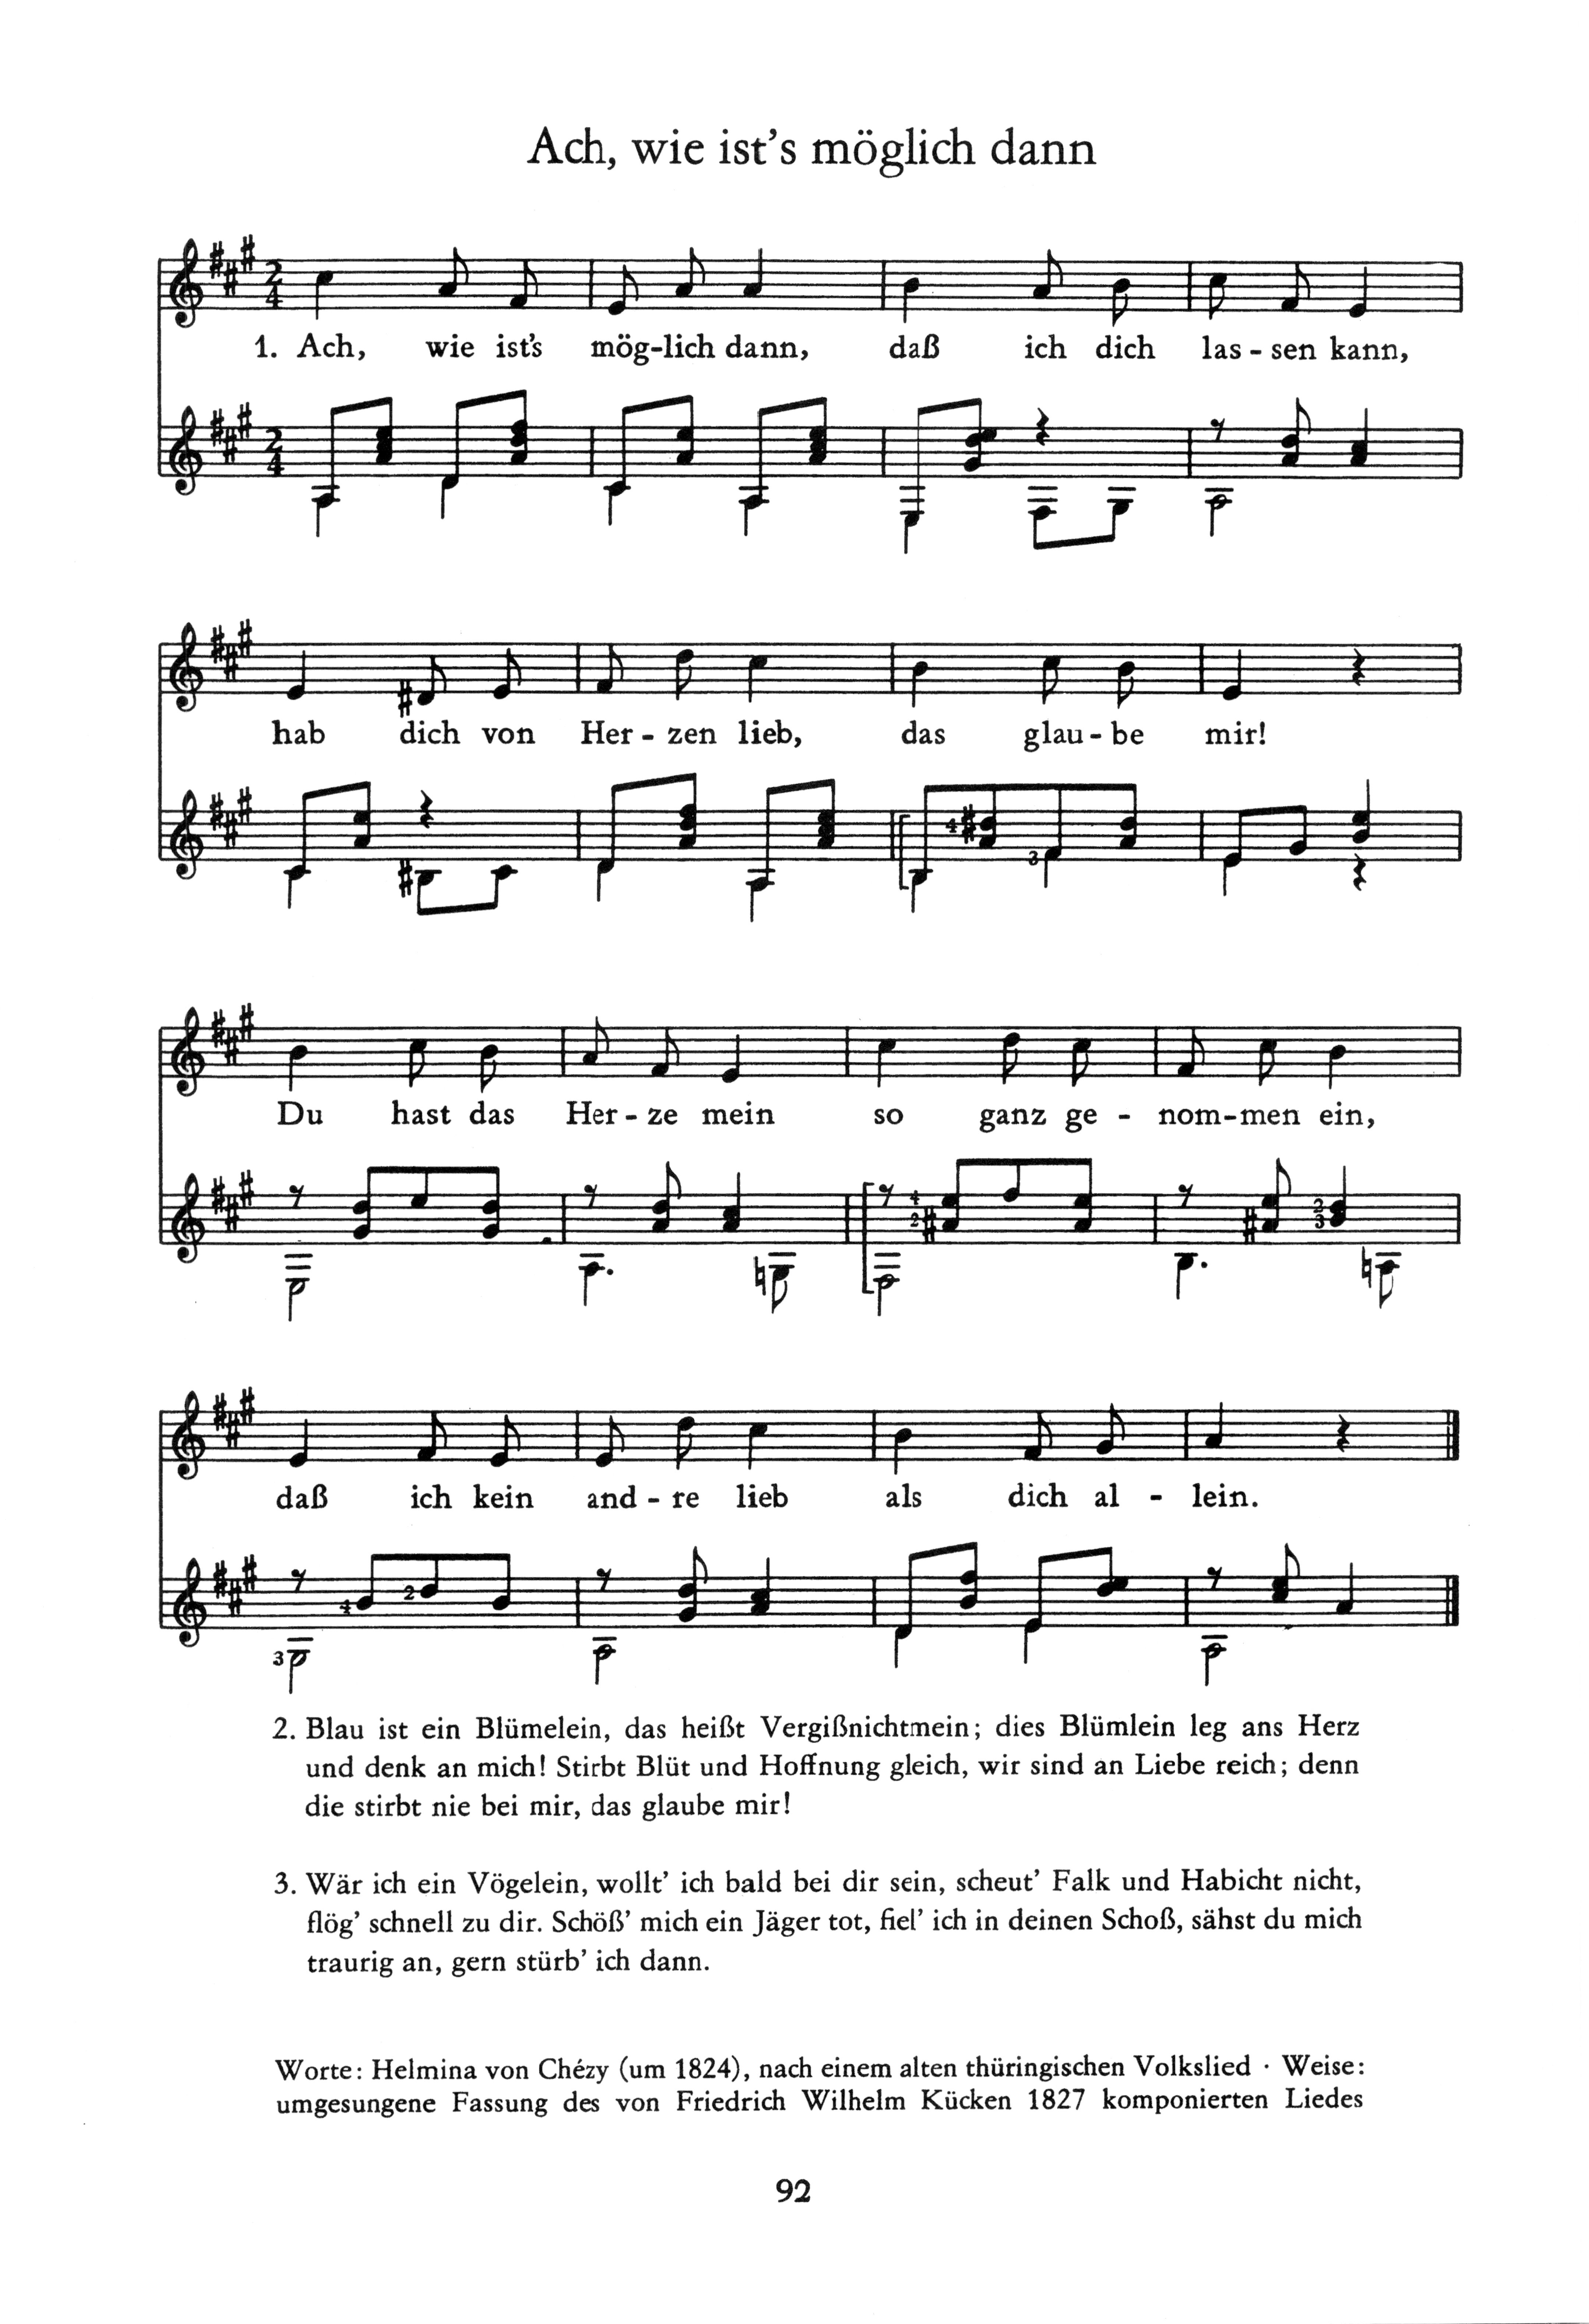 Ach, wie ist's möglich dann
1. Ach, wie ist's mög-lich dann, daß ich dich las - sen kann,
hab dich von Her - zen lieb, das glau - be mir!
Du hast das Her - ze mein so ganz ge - nom-men ein,
daß ich kein and - re lieb als dich al - lein.
2. Blau ist ein Blümelein, das heißt Vergißnichtmein; dies Blümlein leg ans Herz
und denk an mich! Stirbt Blüt und Hoffnung gleich, wir sind an Liebe reich; denn
die stirbt nie bei mir, das glaube mir!
3. Wär ich ein Vögelein, wollt' ich bald bei dir sein, scheut' Falk und Habicht nicht,
flög' schnell zu dir. Schöß' mich ein Jäger tot, fiel' ich in deinen Schoß, sähst du mich
traurig an, gern stürb' ich dann.
Worte: Helmina von Chézy (um 1824), nach einem alten thüringischen Volkslied · Weise:
umgesungene Fassung des von Friedrich Wilhelm Kücken 1827 komponierten Liedes
92